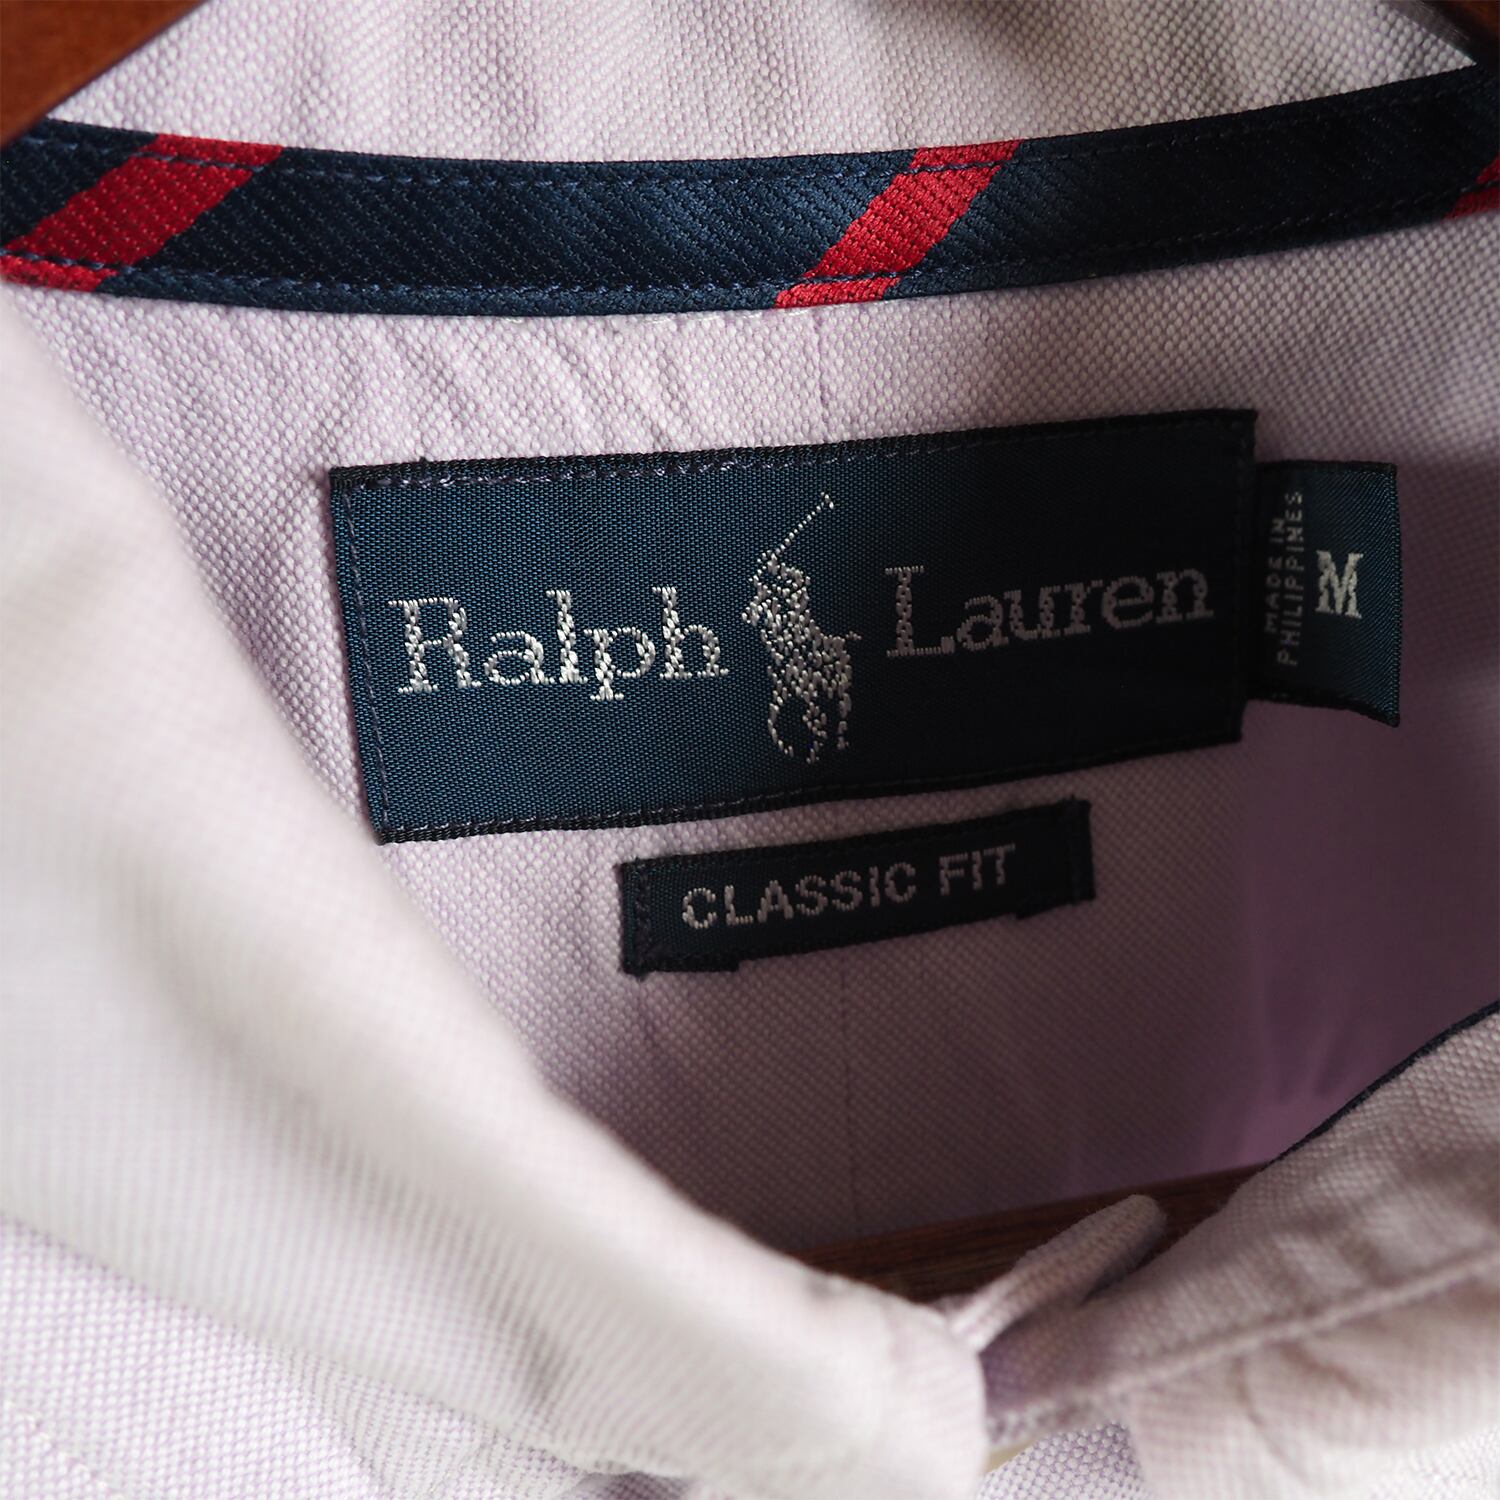 Ralph Lauren
MADE IN
PHILIPPINES
M
CLASSIC FIT